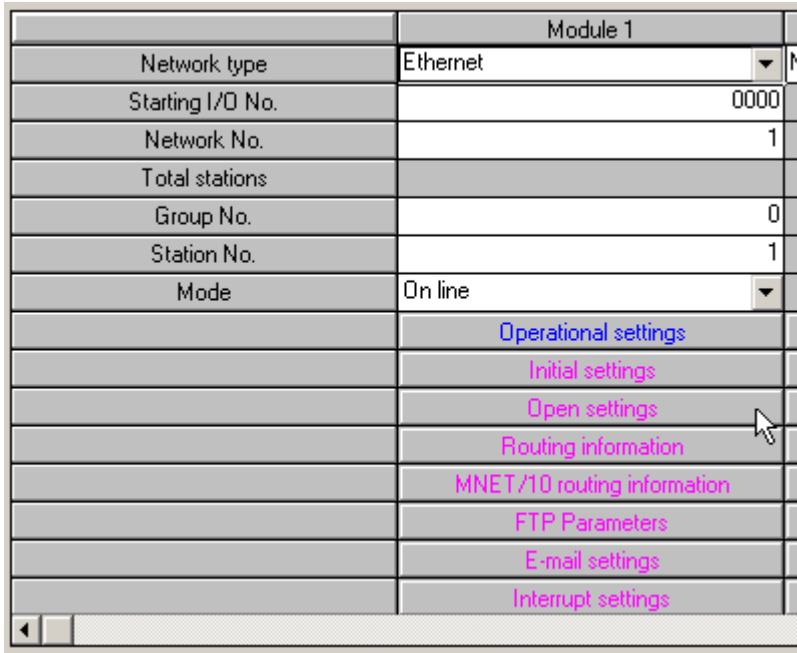 Module 1
Network type Ethernet
Starting I/O No. 0000
Network No. 1
Total stations
Group No. 0
Station No. 1
Mode On line
Operational settings
Initial settings
Open settings
Routing information
MNET/10 routing information
FTP Parameters
E-mail settings
Interrupt settings